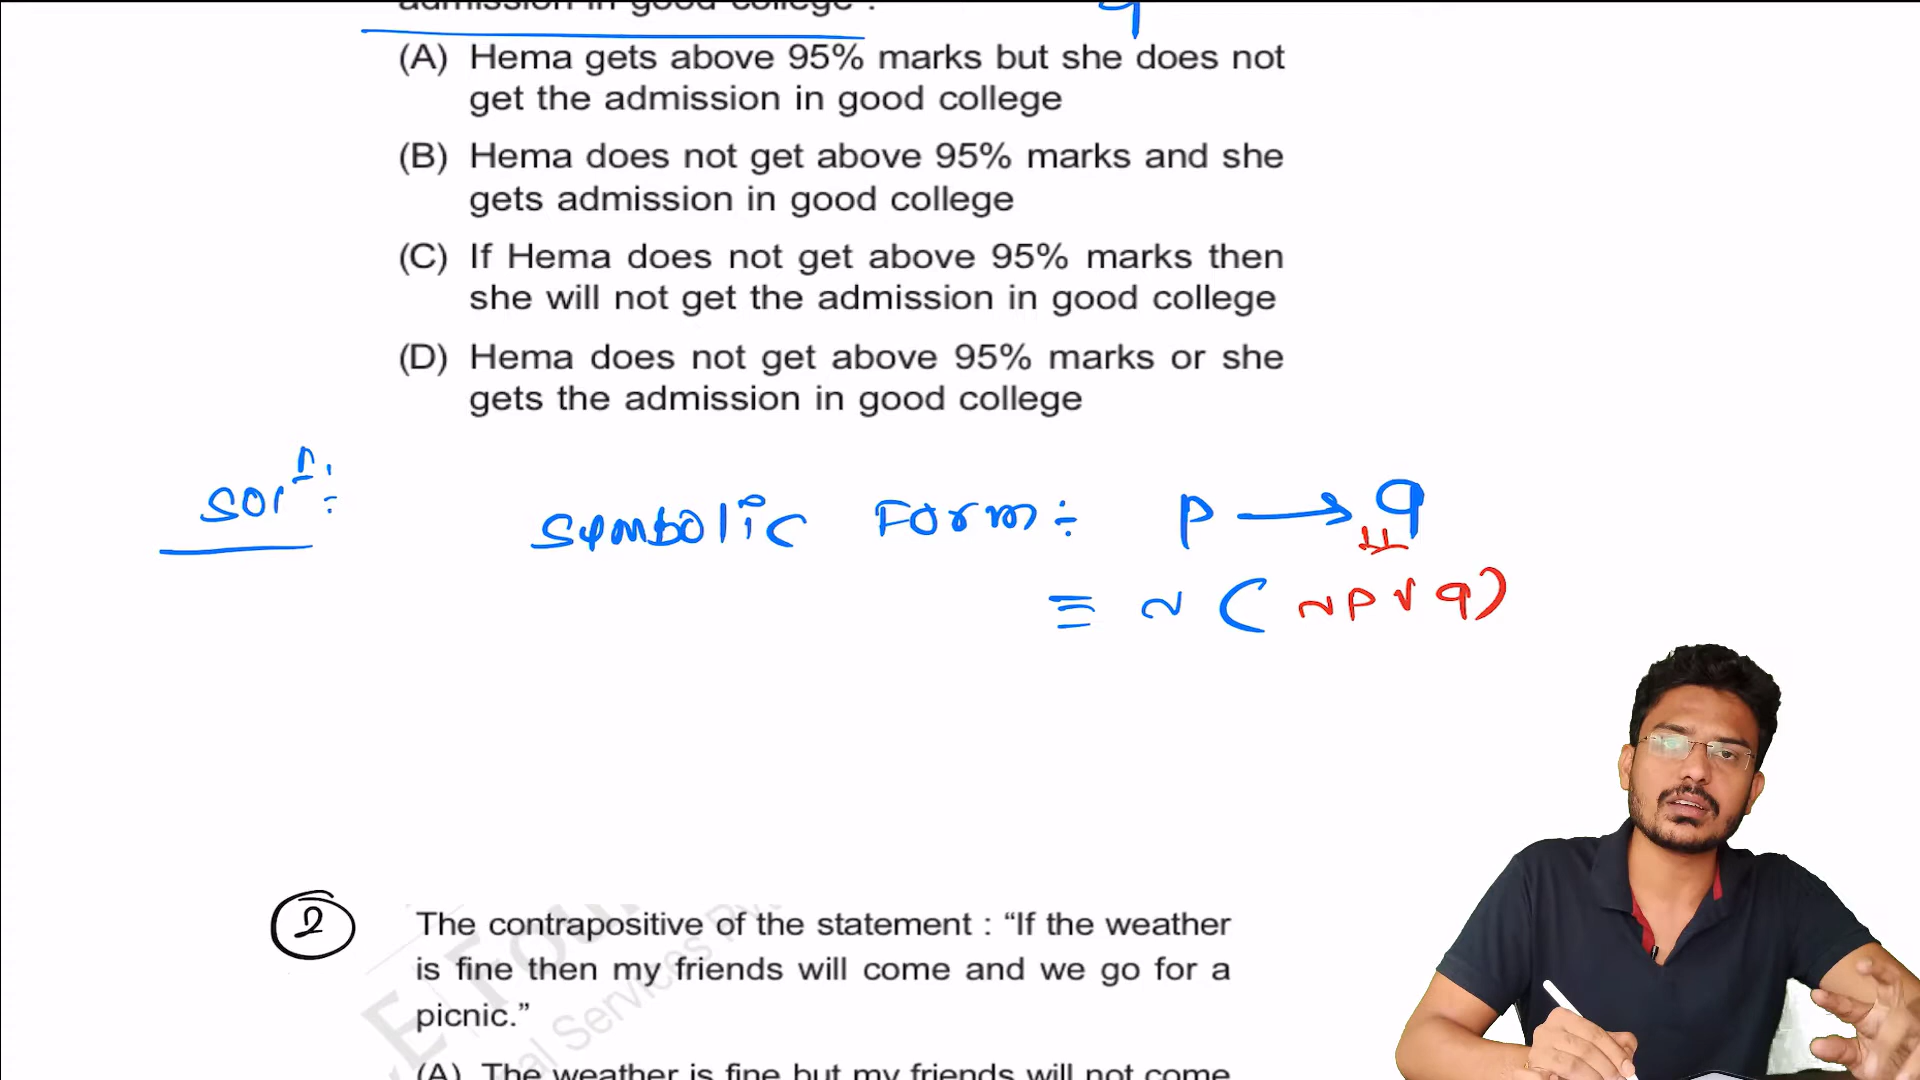 admission in good college".
q
(A) Hema gets above 95% marks but she does not
get the admission in good college
(B) Hema does not get above 95% marks and she
gets admission in good college
(C) If Hema does not get above 95% marks then
she will not get the admission in good college
(D) Hema does not get above 95% marks or she
gets the admission in good college
Solⁿ:
Symbolic Form ÷ p → q
≡ ~ ( ~p ∨ q)
2
The contrapositive of the statement : “If the weather
is fine then my friends will come and we go for a
picnic.”
(A) The weather is fine but my friends will not come